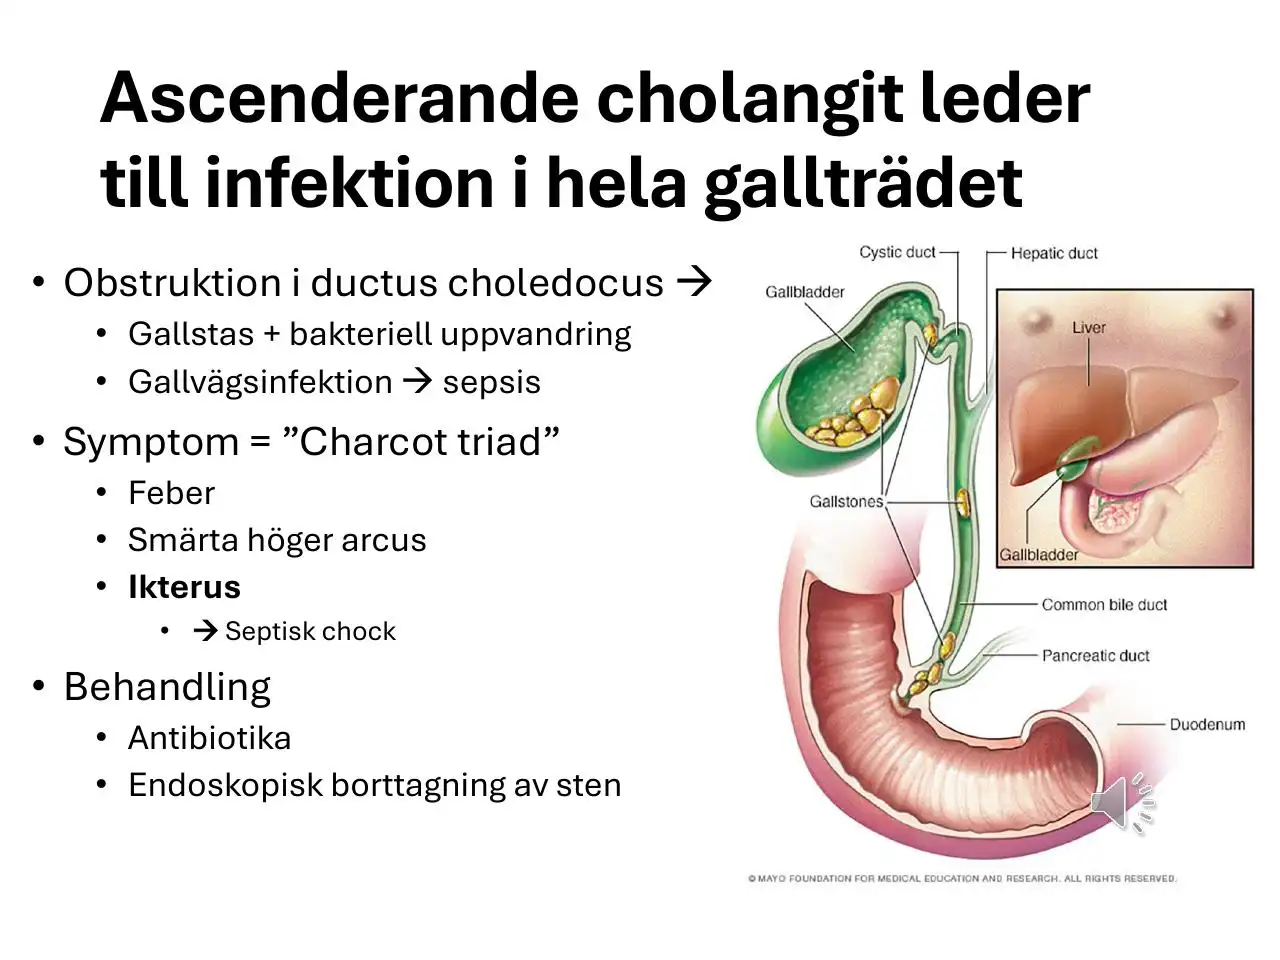 Ascenderande cholangit leder
till infektion i hela gallträdet
• Obstruktion i ductus choledocus →
• Gallstas + bakteriell uppvandring
• Gallvägsinfektion → sepsis
• Symptom = ”Charcot triad”
• Feber
• Smärta höger arcus
• Ikterus
• → Septisk chock
• Behandling
• Antibiotika
• Endoskopisk borttagning av sten
Cystic duct
Hepatic duct
Gallbladder
Liver
Gallstones
Gallbladder
Common bile duct
Pancreatic duct
Duodenum
© MAYO FOUNDATION FOR MEDICAL EDUCATION AND RESEARCH. ALL RIGHTS RESERVED.